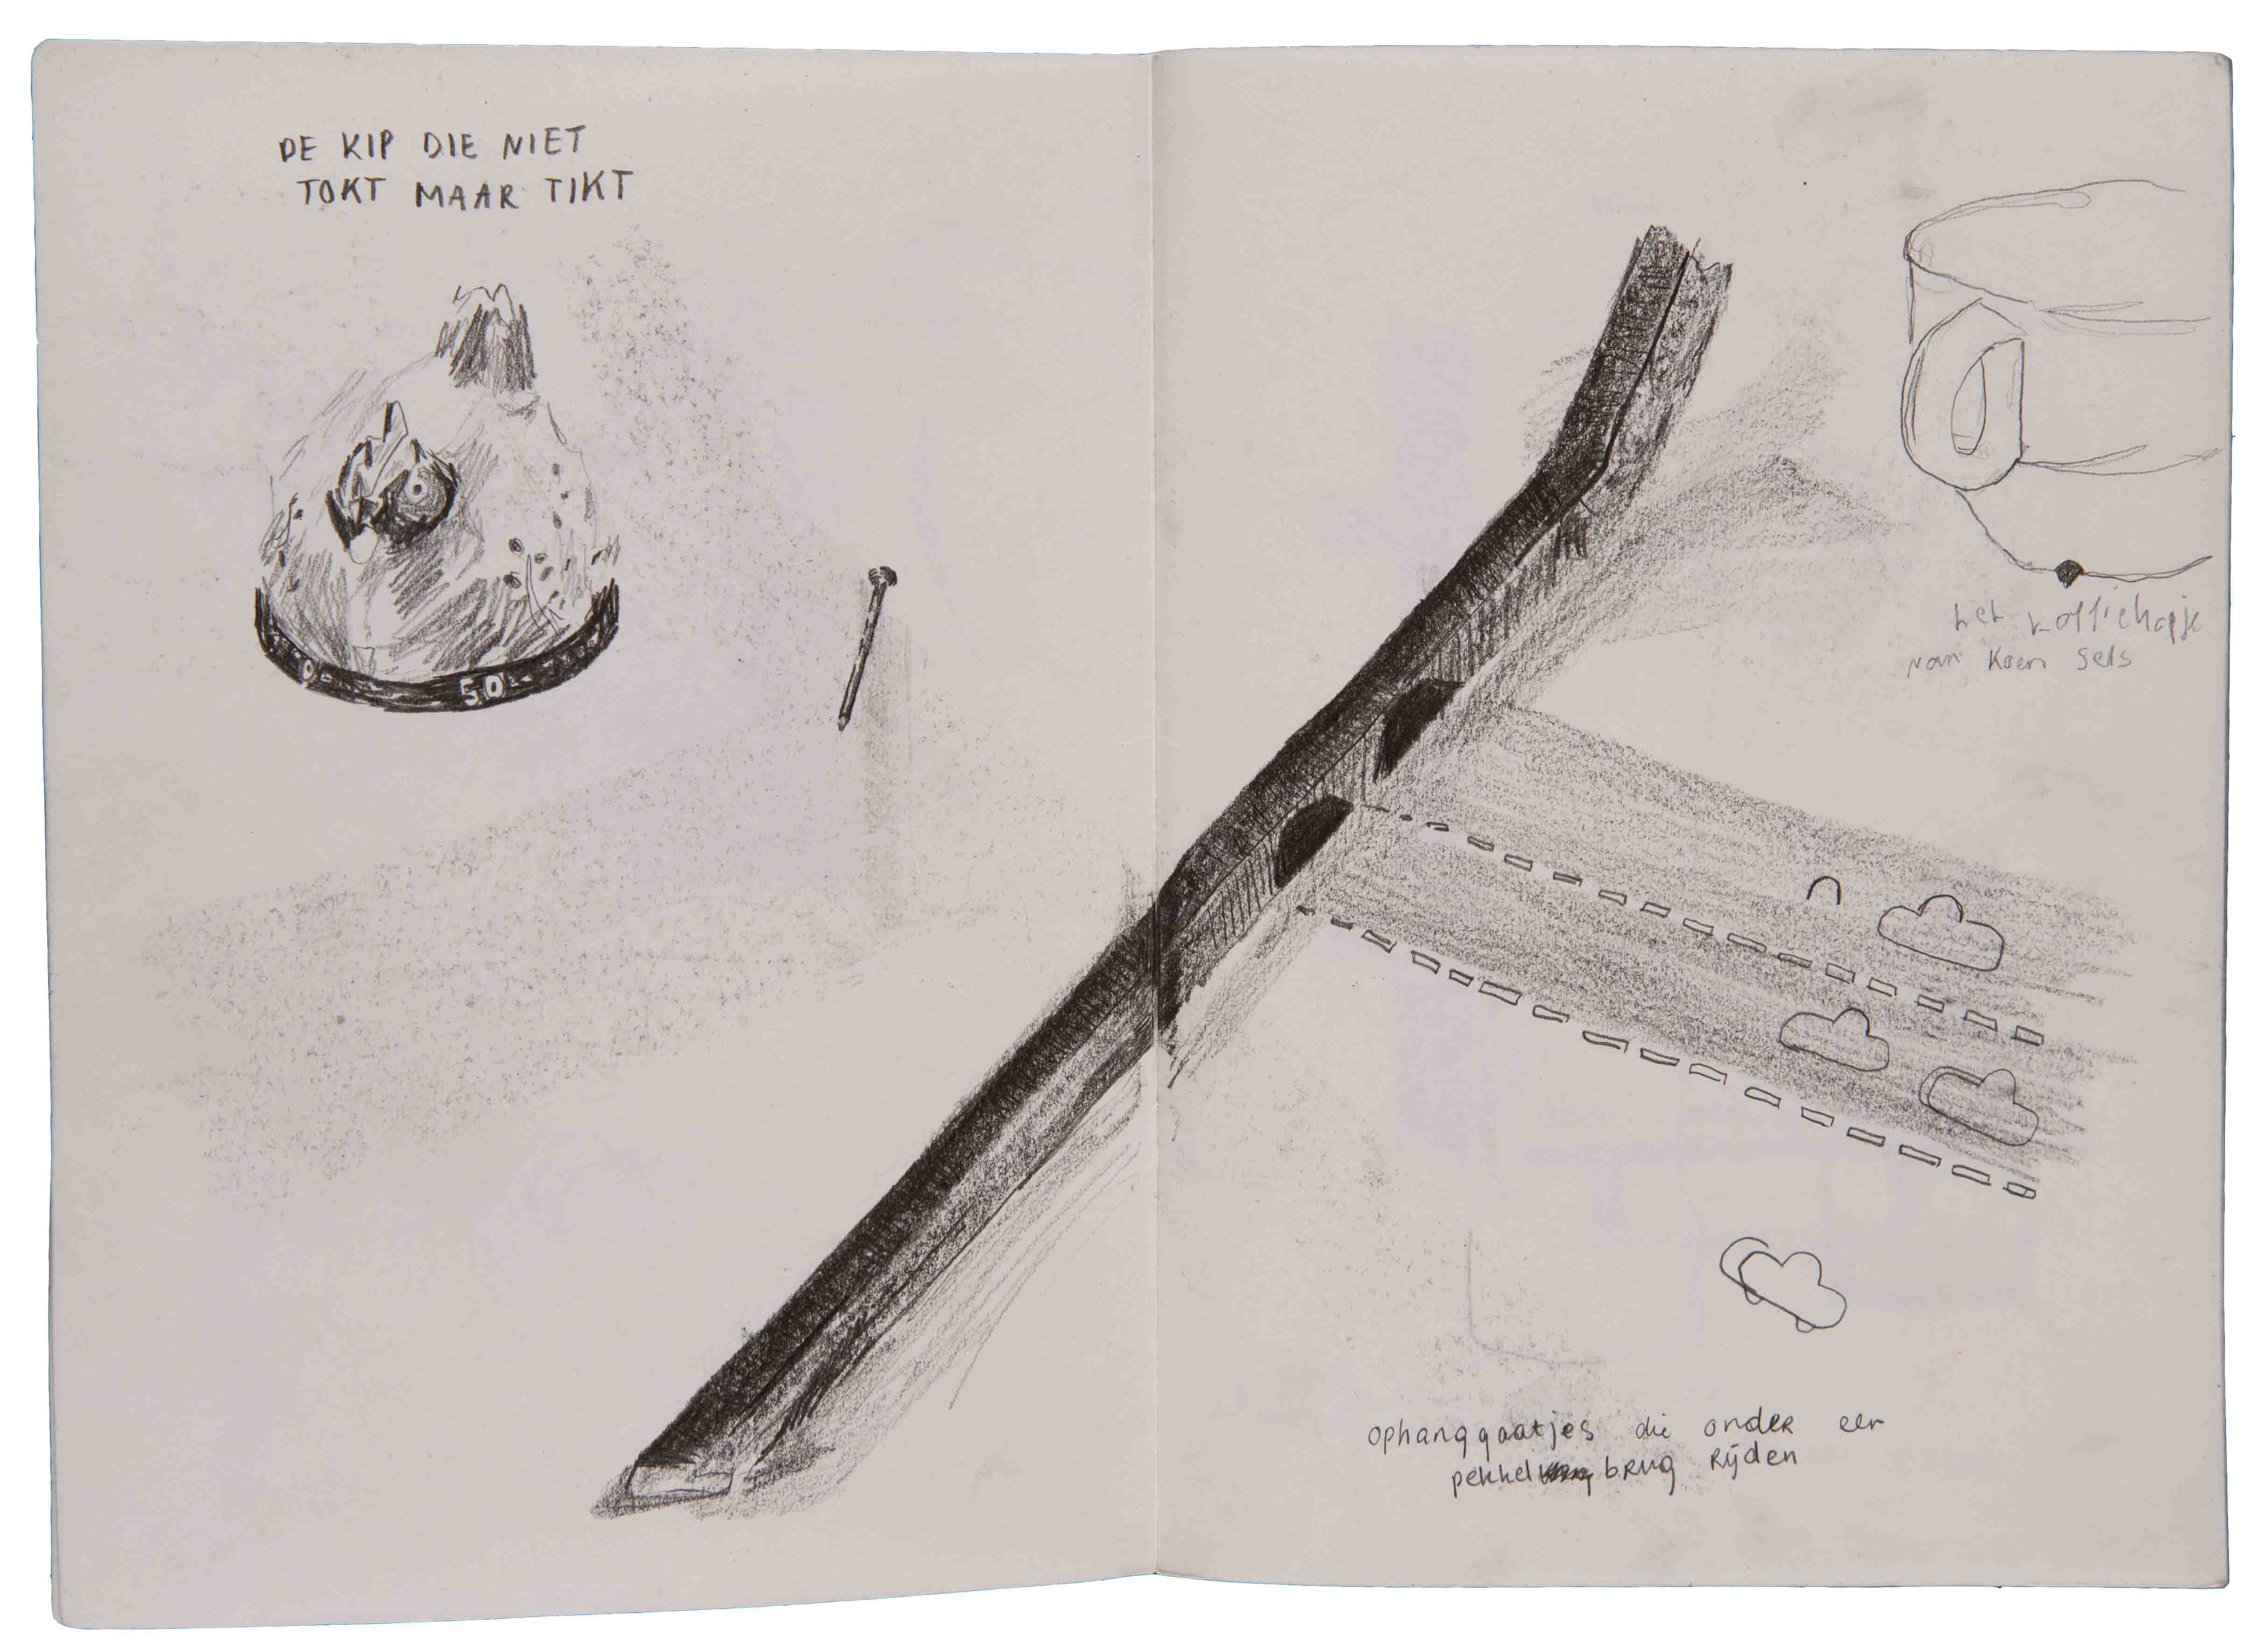 DE KIP DIE NIET
TOKT MAAR TIKT
0 50
het koffiekopje
van Koen Sels
ophanggaatjes die onder een
pekkel brug rijden